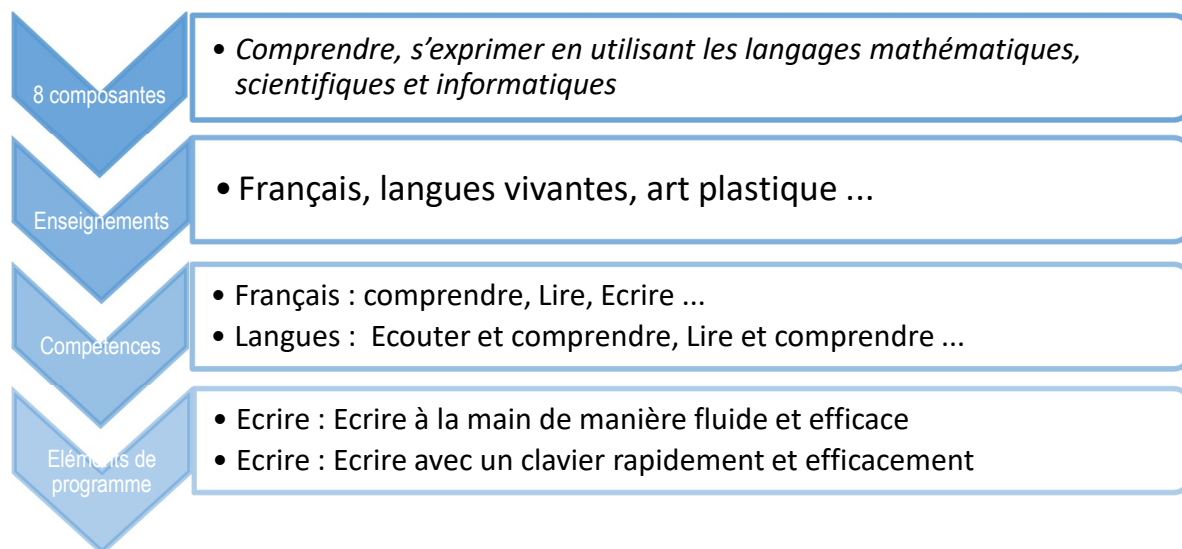 8 composantes
• Comprendre, s’exprimer en utilisant les langages mathématiques,
scientifiques et informatiques
Enseignements
• Français, langues vivantes, art plastique ...
Compétences
• Français : comprendre, Lire, Ecrire ...
• Langues : Ecouter et comprendre, Lire et comprendre ...
Eléments de
programme
• Ecrire : Ecrire à la main de manière fluide et efficace
• Ecrire : Ecrire avec un clavier rapidement et efficacement